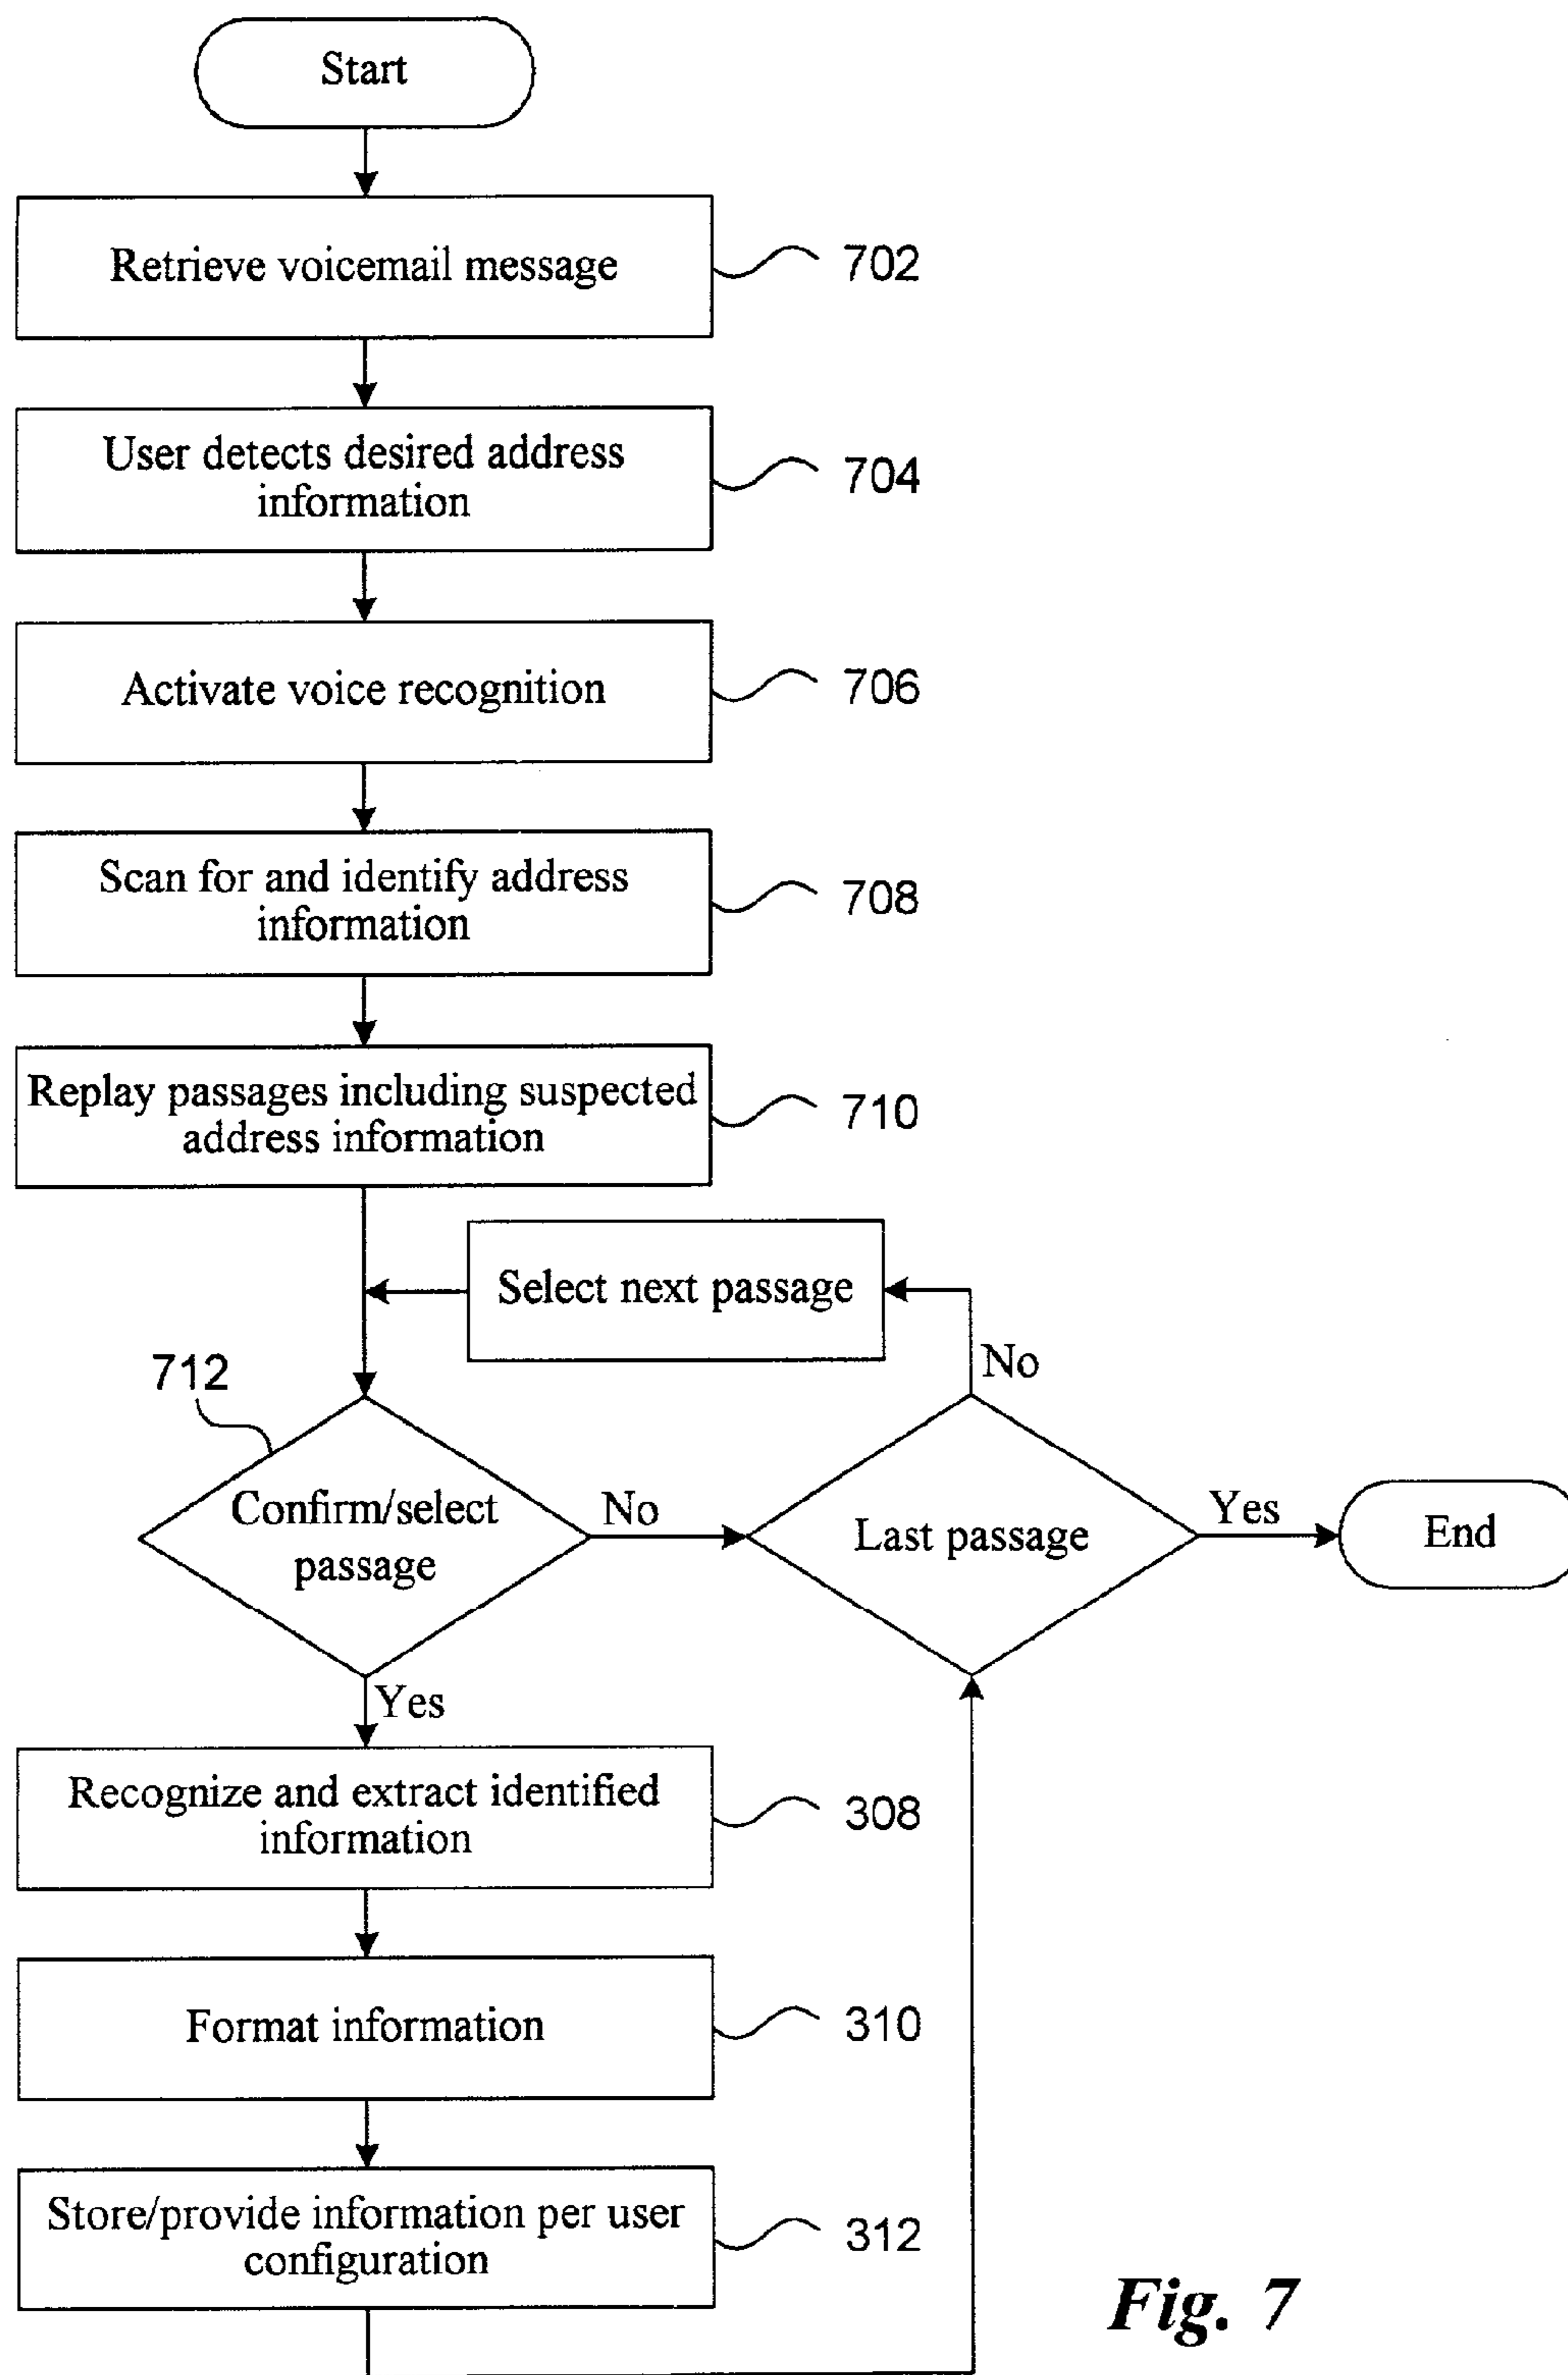 Start
Retrieve voicemail message
702
User detects desired address
information
704
Activate voice recognition
706
Scan for and identify address
information
708
Replay passages including suspected
address information
710
Select next passage
No
712
Confirm/select
passage
No
Last passage
Yes
End
Yes
Recognize and extract identified
information
308
Format information
310
Store/provide information per user
configuration
312
Fig. 7